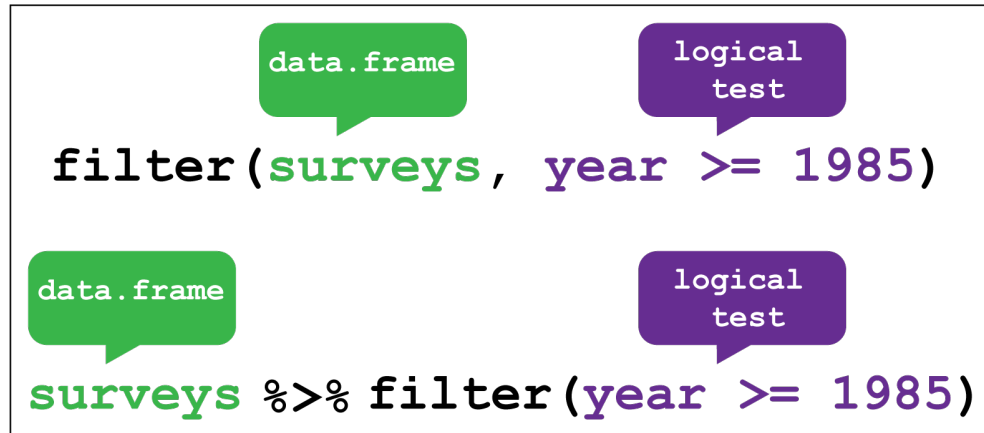 data.frame
logical
test
filter(surveys, year >= 1985)
data.frame
logical
test
surveys %>% filter(year >= 1985)